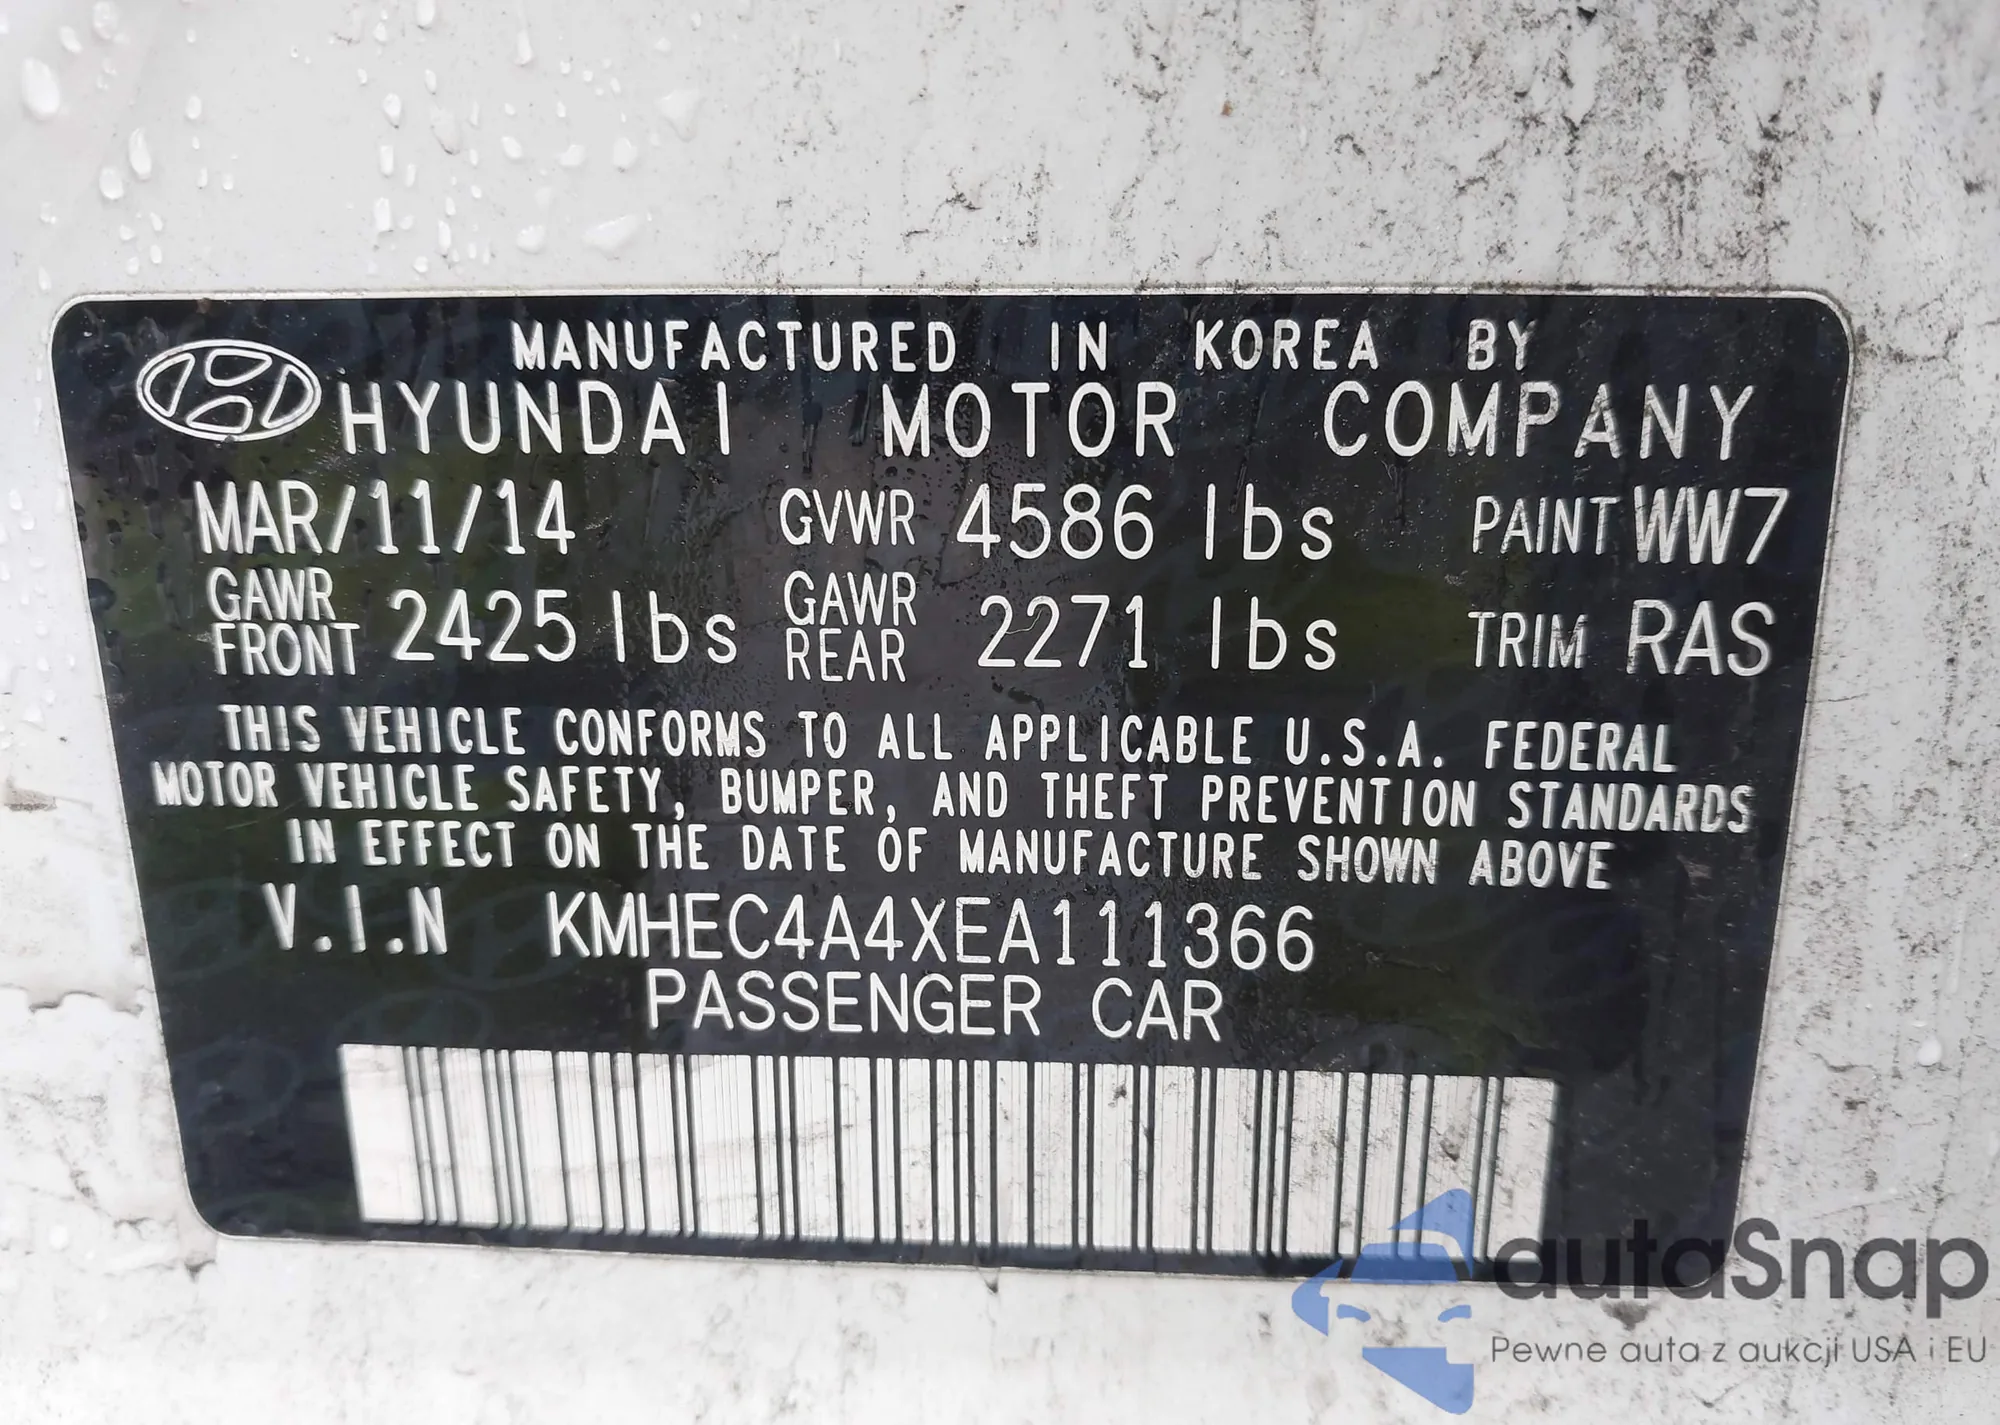 MANUFACTURED IN KOREA BY
HYUNDAI MOTOR COMPANY
MAR/11/14 GVWR 4586 lbs PAINT WW7
GAWR FRONT 2425 lbs GAWR REAR 2271 lbs TRIM RAS
THIS VEHICLE CONFORMS TO ALL APPLICABLE U.S.A. FEDERAL
MOTOR VEHICLE SAFETY, BUMPER, AND THEFT PREVENTION STANDARDS
IN EFFECT ON THE DATE OF MANUFACTURE SHOWN ABOVE
V.I.N KMHEC4A4XEA111366
PASSENGER CAR
autaSnap
Pewne auta z aukcji USA i EU